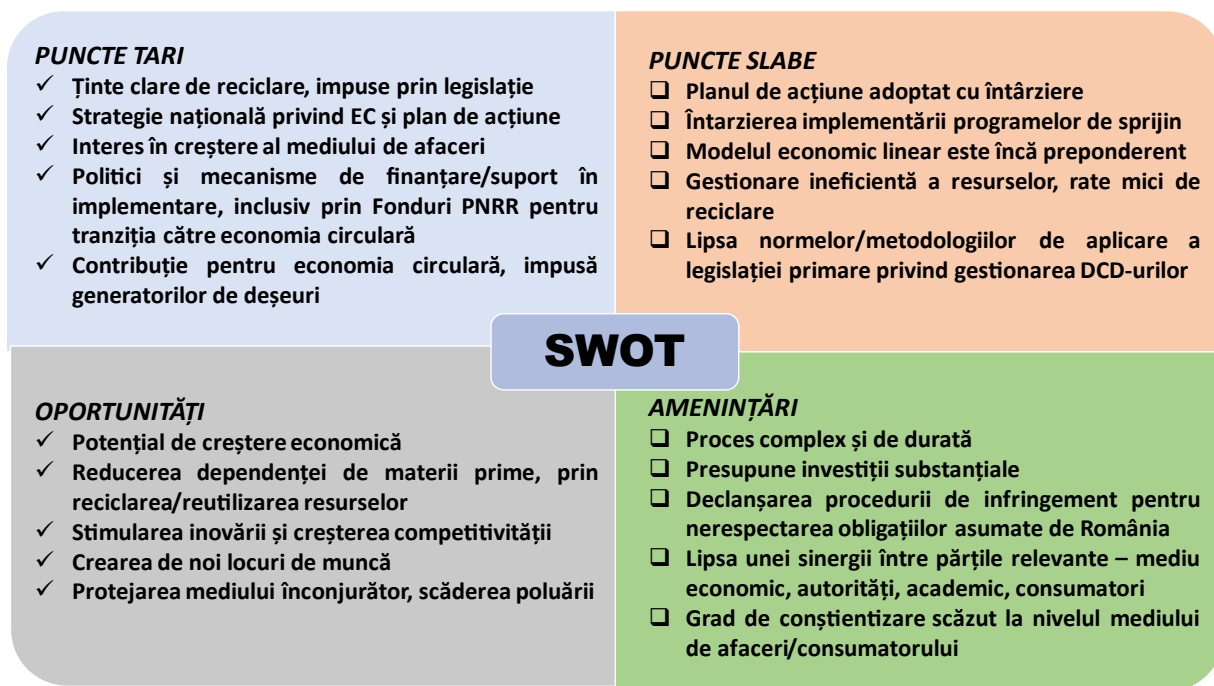 PUNCTE TARI
✓ Ținte clare de reciclare, impuse prin legislație
✓ Strategie națională privind EC și plan de acțiune
✓ Interes în creștere al mediului de afaceri
✓ Politici și mecanisme de finanțare/suport în
implementare, inclusiv prin Fonduri PNRR pentru
tranziția către economia circulară
✓ Contribuție pentru economia circulară, impusă
generatorilor de deșeuri
PUNCTE SLABE
❑ Planul de acțiune adoptat cu întârziere
❑ Întarzierea implementării programelor de sprijin
❑ Modelul economic linear este încă preponderent
❑ Gestionare ineficientă a resurselor, rate mici de
reciclare
❑ Lipsa normelor/metodologiilor de aplicare a
legislației primare privind gestionarea DCD-urilor
SWOT
OPORTUNITĂȚI
✓ Potențial de creștere economică
✓ Reducerea dependenței de materii prime, prin
reciclarea/reutilizarea resurselor
✓ Stimularea inovării și creșterea competitivității
✓ Crearea de noi locuri de muncă
✓ Protejarea mediului înconjurător, scăderea poluării
AMENINȚĂRI
❑ Proces complex și de durată
❑ Presupune investiții substanțiale
❑ Declanșarea procedurii de infringement pentru
nerespectarea obligațiilor asumate de România
❑ Lipsa unei sinergii între părțile relevante – mediu
economic, autorități, academic, consumatori
❑ Grad de conștientizare scăzut la nivelul mediului
de afaceri/consumatorului